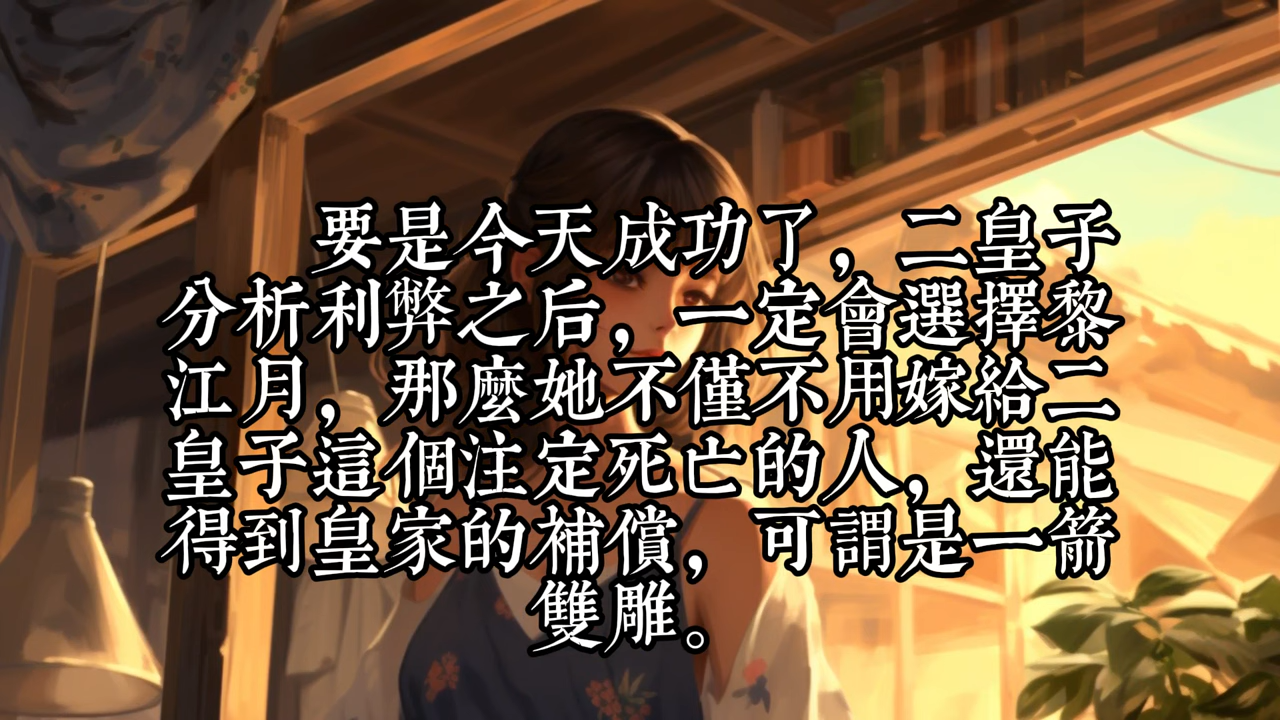 要是今天成功了，二皇子
分析利弊之后，一定會選擇黎
江月，那麼她不僅不用嫁給二
皇子這個注定死亡的人，還能
得到皇家的補償，可謂是一箭
雙雕。